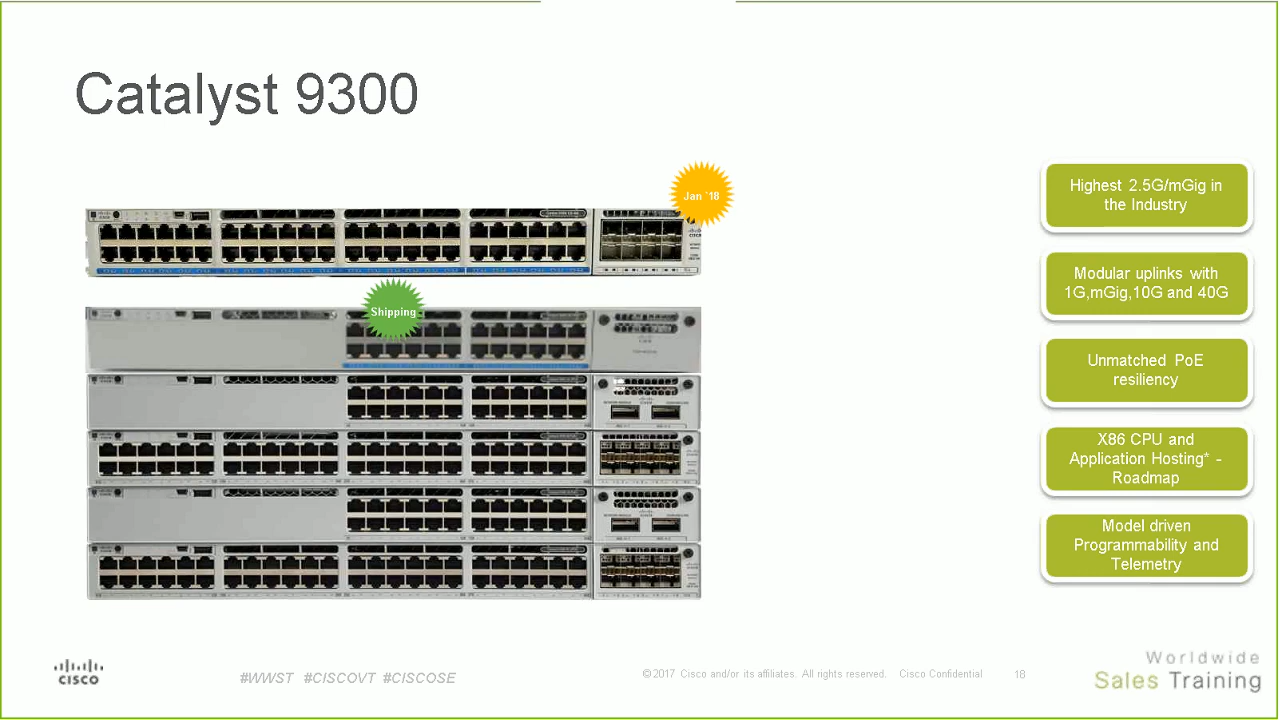 Catalyst 9300
Jan `18
Highest 2.5G/mGig in
the Industry
Shipping
Modular uplinks with
1G,mGig,10G and 40G
Unmatched PoE
resiliency
X86 CPU and
Application Hosting* -
Roadmap
Model driven
Programmability and
Telemetry
CISCO
#WWST #CISCOVT #CISCOSE
© 2017 Cisco and/or its affiliates. All rights reserved. Cisco Confidential
18
Worldwide
Sales Training